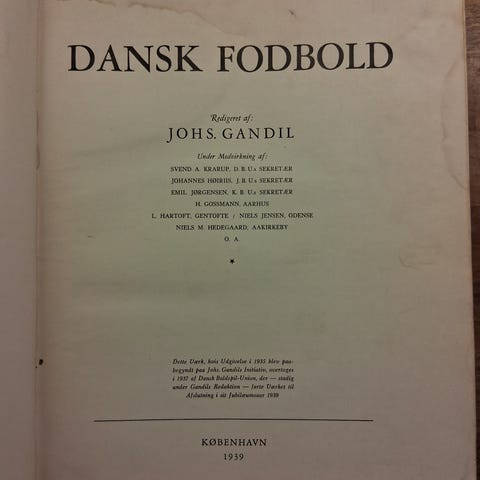 DANSK FODBOLD
Redigeret af:
JOHS. GANDIL
Under Medvirkning af:
SVEND A. KRARUP, D. B. U.s SEKRETÆR
JOHANNES HØIRIIS, J. B. U.s SEKRETÆR
EMIL JØRGENSEN, K. B. U.s SEKRETÆR
H. GOSSMANN, AARHUS
L. HARTOFT, GENTOFTE / NIELS JENSEN, ODENSE
NIELS M. HEDEGAARD, AAKIRKEBY
O. A.
*
Dette Værk, hvis Udgivelse i 1935 blev paa-
begyndt paa Johs. Gandils Initiativ, overtoges
i 1937 af Dansk Boldspil-Union, der — stadig
under Gandils Redaktion — førte Værket til
Afslutning i sit Jubilæumsaar 1939
KØBENHAVN
1939